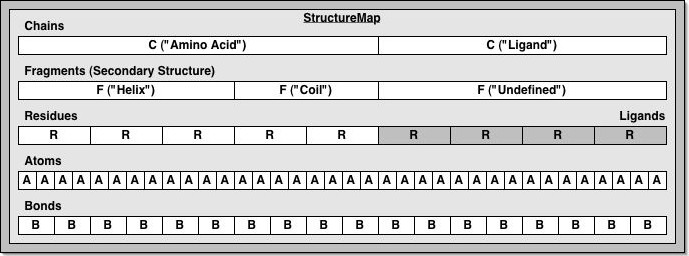 StructureMap
Chains
C ("Amino Acid") C ("Ligand")
Fragments (Secondary Structure)
F ("Helix") F ("Coil") F ("Undefined")
Residues Ligands
R R R R R R R R R
Atoms
A A A A A A A A A A A A A A A A A A A A A A A A A A A A A A A A A A A A
Bonds
B B B B B B B B B B B B B B B B B B